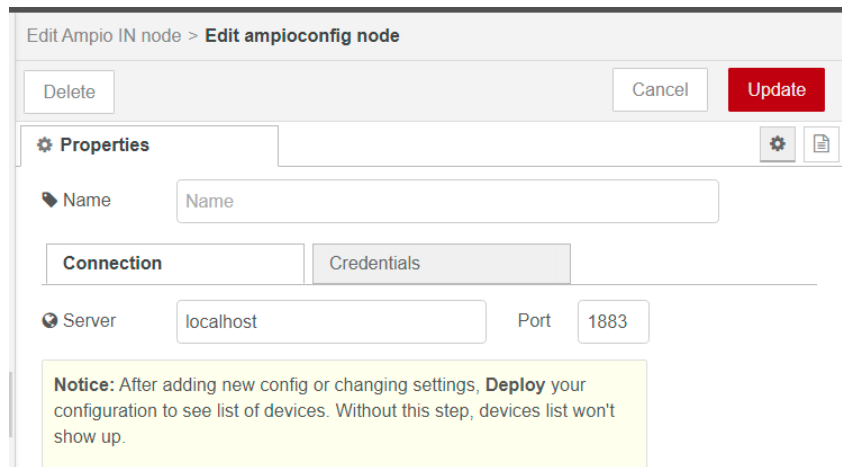 Edit Ampio IN node > Edit ampioconfig node
Delete
Cancel
Update
Properties
Name
Name
Connection
Credentials
Server
localhost
Port
1883
Notice: After adding new config or changing settings, Deploy your
configuration to see list of devices. Without this step, devices list won't
show up.